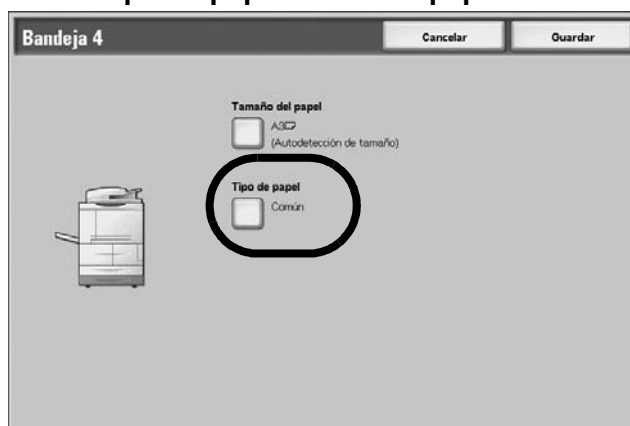 Bandeja 4
Cancelar
Guardar
Tamaño del papel
A3
(Autodetección de tamaño)
Tipo de papel
Común